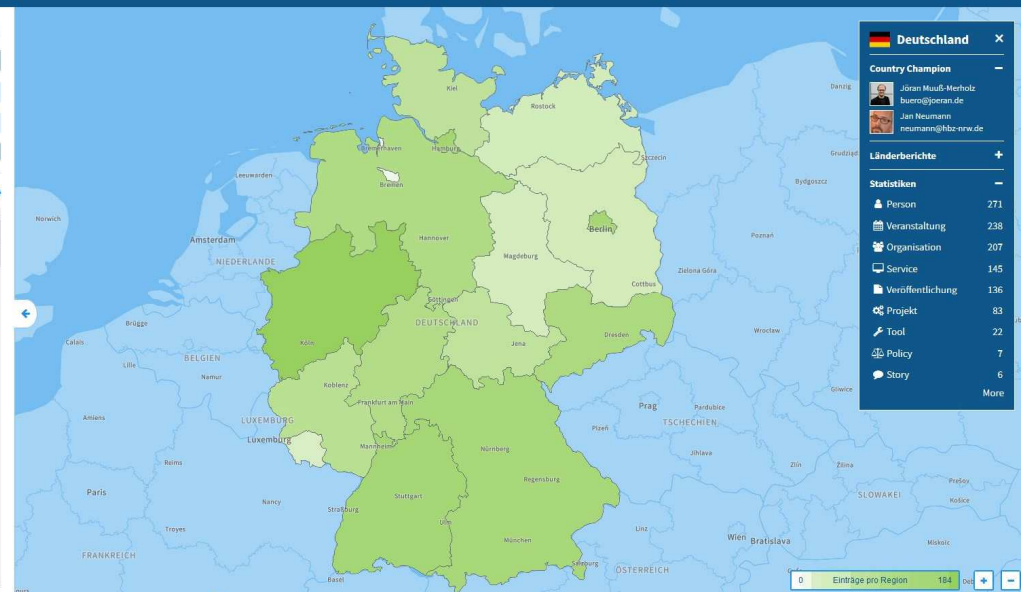 Deutschland ×
Country Champion −
Jöran Muuß-Merholz
buero@joeran.de
Jan Neumann
neumann@hbz-nrw.de
Länderberichte +
Statistiken −
Person 271
Veranstaltung 238
Organisation 207
Service 145
Veröffentlichung 136
Projekt 83
Tool 22
Policy 7
Story 6
More
Kiel
Danzig
Rostock
Bremerhaven
Hamburg
Szczecin
Grudziądz
Leeuwarden
Bremen
Bydgoszcz
Norwich
Berlin
Amsterdam
Hannover
Poznań
NIEDERLANDE
Magdeburg
Zielona Góra
Cottbus
Göttingen
Brügge
DEUTSCHLAND
Wrocław
Calais
Köln
Jena
Dresden
BELGIEN
Lille
Namur
Koblenz
Gliwice
Frankfurt am Main
Prag
Pardubice
Amiens
LUXEMBURG
Plzeň
TSCHECHIEN
Luxemburg
Mannheim
Nürnberg
Jihlava
Reims
Zlín
Žilina
Regensburg
Prešov
Paris
Nancy
Stuttgart
SLOWAKEI
Košice
Straßburg
Troyes
Ulm
Linz
München
Wien
Bratislava
Miskolc
FRANKREICH
Salzburg
ÖSTERREICH
Basel
0 Einträge pro Region 184
+ −